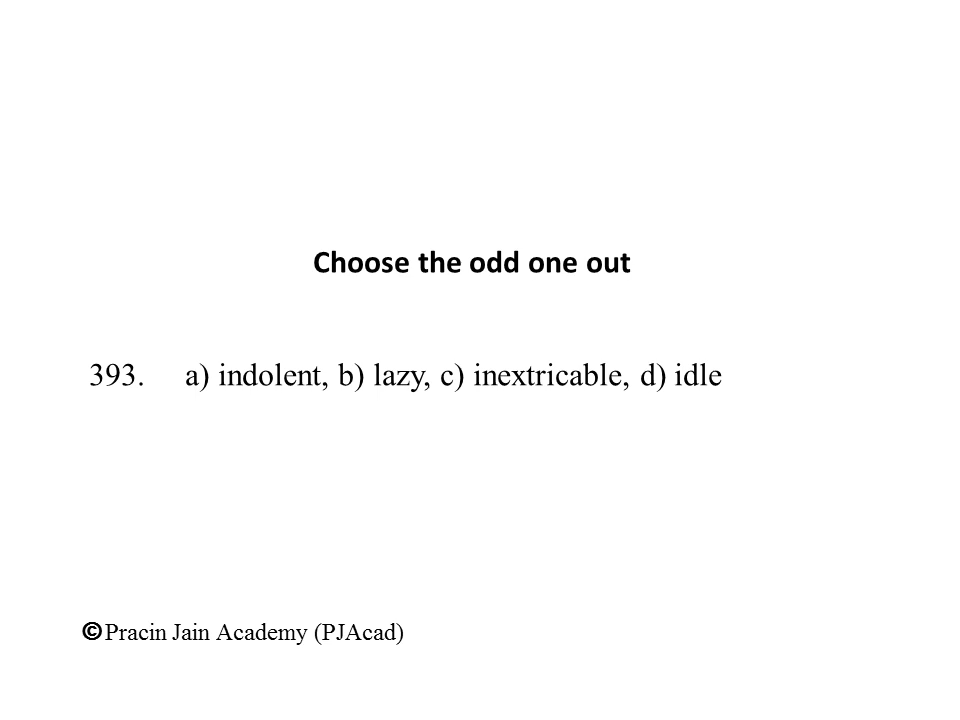 Choose the odd one out
393. a) indolent, b) lazy, c) inextricable, d) idle
©Pracin Jain Academy (PJAcad)